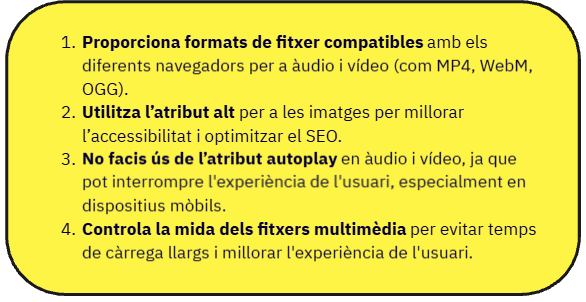 1. Proporciona formats de fitxer compatibles amb els
diferents navegadors per a àudio i vídeo (com MP4, WebM,
OGG).
2. Utilitza l’atribut alt per a les imatges per millorar
l’accessibilitat i optimitzar el SEO.
3. No facis ús de l’atribut autoplay en àudio i vídeo, ja que
pot interrompre l'experiència de l'usuari, especialment en
dispositius mòbils.
4. Controla la mida dels fitxers multimèdia per evitar temps
de càrrega llargs i millorar l'experiència de l'usuari.